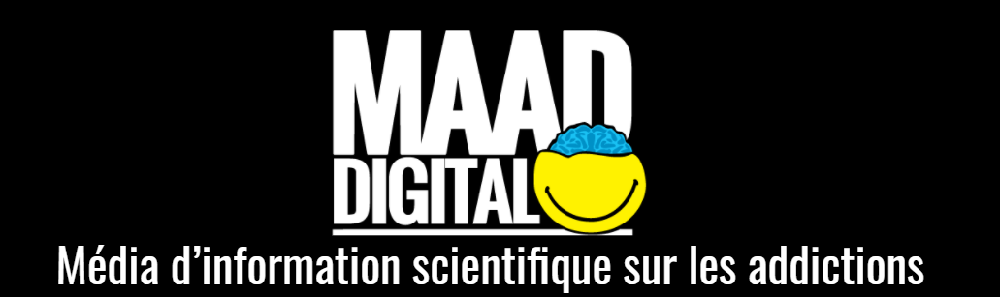 MAAD
DIGITAL
Média d’information scientifique sur les addictions